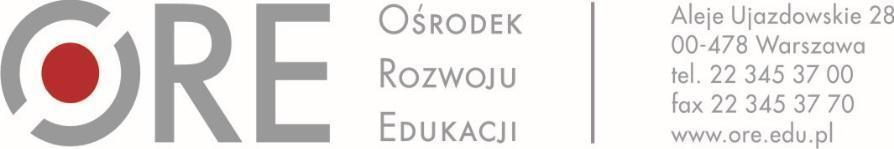 ORE
Ośrodek
Rozwoju
Edukacji
Aleje Ujazdowskie 28
00-478 Warszawa
tel. 22 345 37 00
fax 22 345 37 70
www.ore.edu.pl